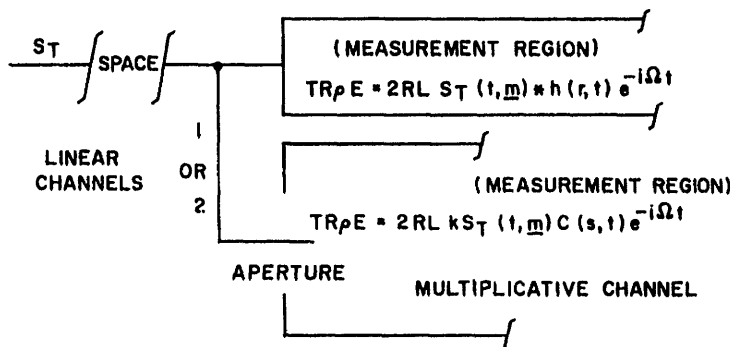 S_T
SPACE
(MEASUREMENT REGION)
TRρE = 2RL S_T (t,m) * h(r,t) e^{-iΩt}
LINEAR
CHANNELS
1
OR
2.
(MEASUREMENT REGION)
TRρE = 2RL kS_T (t,m) C (s,t) e^{-iΩt}
APERTURE
MULTIPLICATIVE CHANNEL